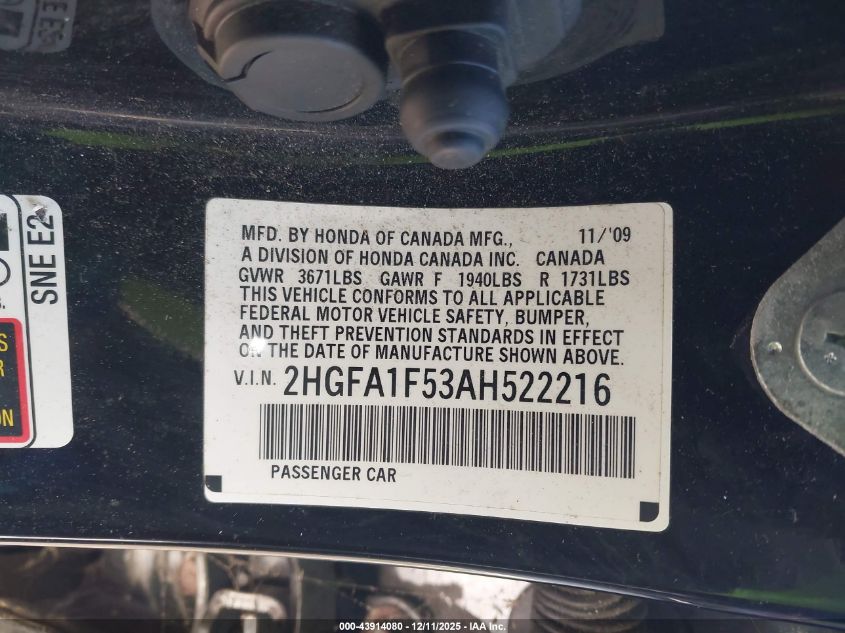 MFD. BY HONDA OF CANADA MFG., 11/'09
A DIVISION OF HONDA CANADA INC. CANADA
GVWR 3671LBS GAWR F 1940LBS R 1731LBS
THIS VEHICLE CONFORMS TO ALL APPLICABLE
FEDERAL MOTOR VEHICLE SAFETY, BUMPER,
AND THEFT PREVENTION STANDARDS IN EFFECT
ON THE DATE OF MANUFACTURE SHOWN ABOVE.
V.I.N. 2HGFA1F53AH522216
PASSENGER CAR
SNE E2
000-43914080 - 12/11/2025 - IAA Inc.